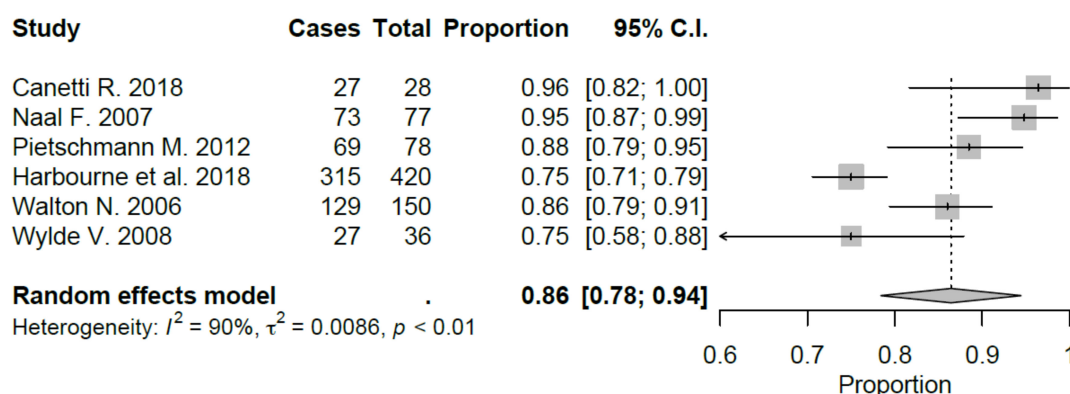 Study Cases Total Proportion 95% C.I.
Canetti R. 2018 27 28 0.96 [0.82; 1.00]
Naal F. 2007 73 77 0.95 [0.87; 0.99]
Pietschmann M. 2012 69 78 0.88 [0.79; 0.95]
Harbourne et al. 2018 315 420 0.75 [0.71; 0.79]
Walton N. 2006 129 150 0.86 [0.79; 0.91]
Wylde V. 2008 27 36 0.75 [0.58; 0.88]
Random effects model . 0.86 [0.78; 0.94]
Heterogeneity: I² = 90%, τ² = 0.0086, p < 0.01
0.6 0.7 0.8 0.9 1
Proportion